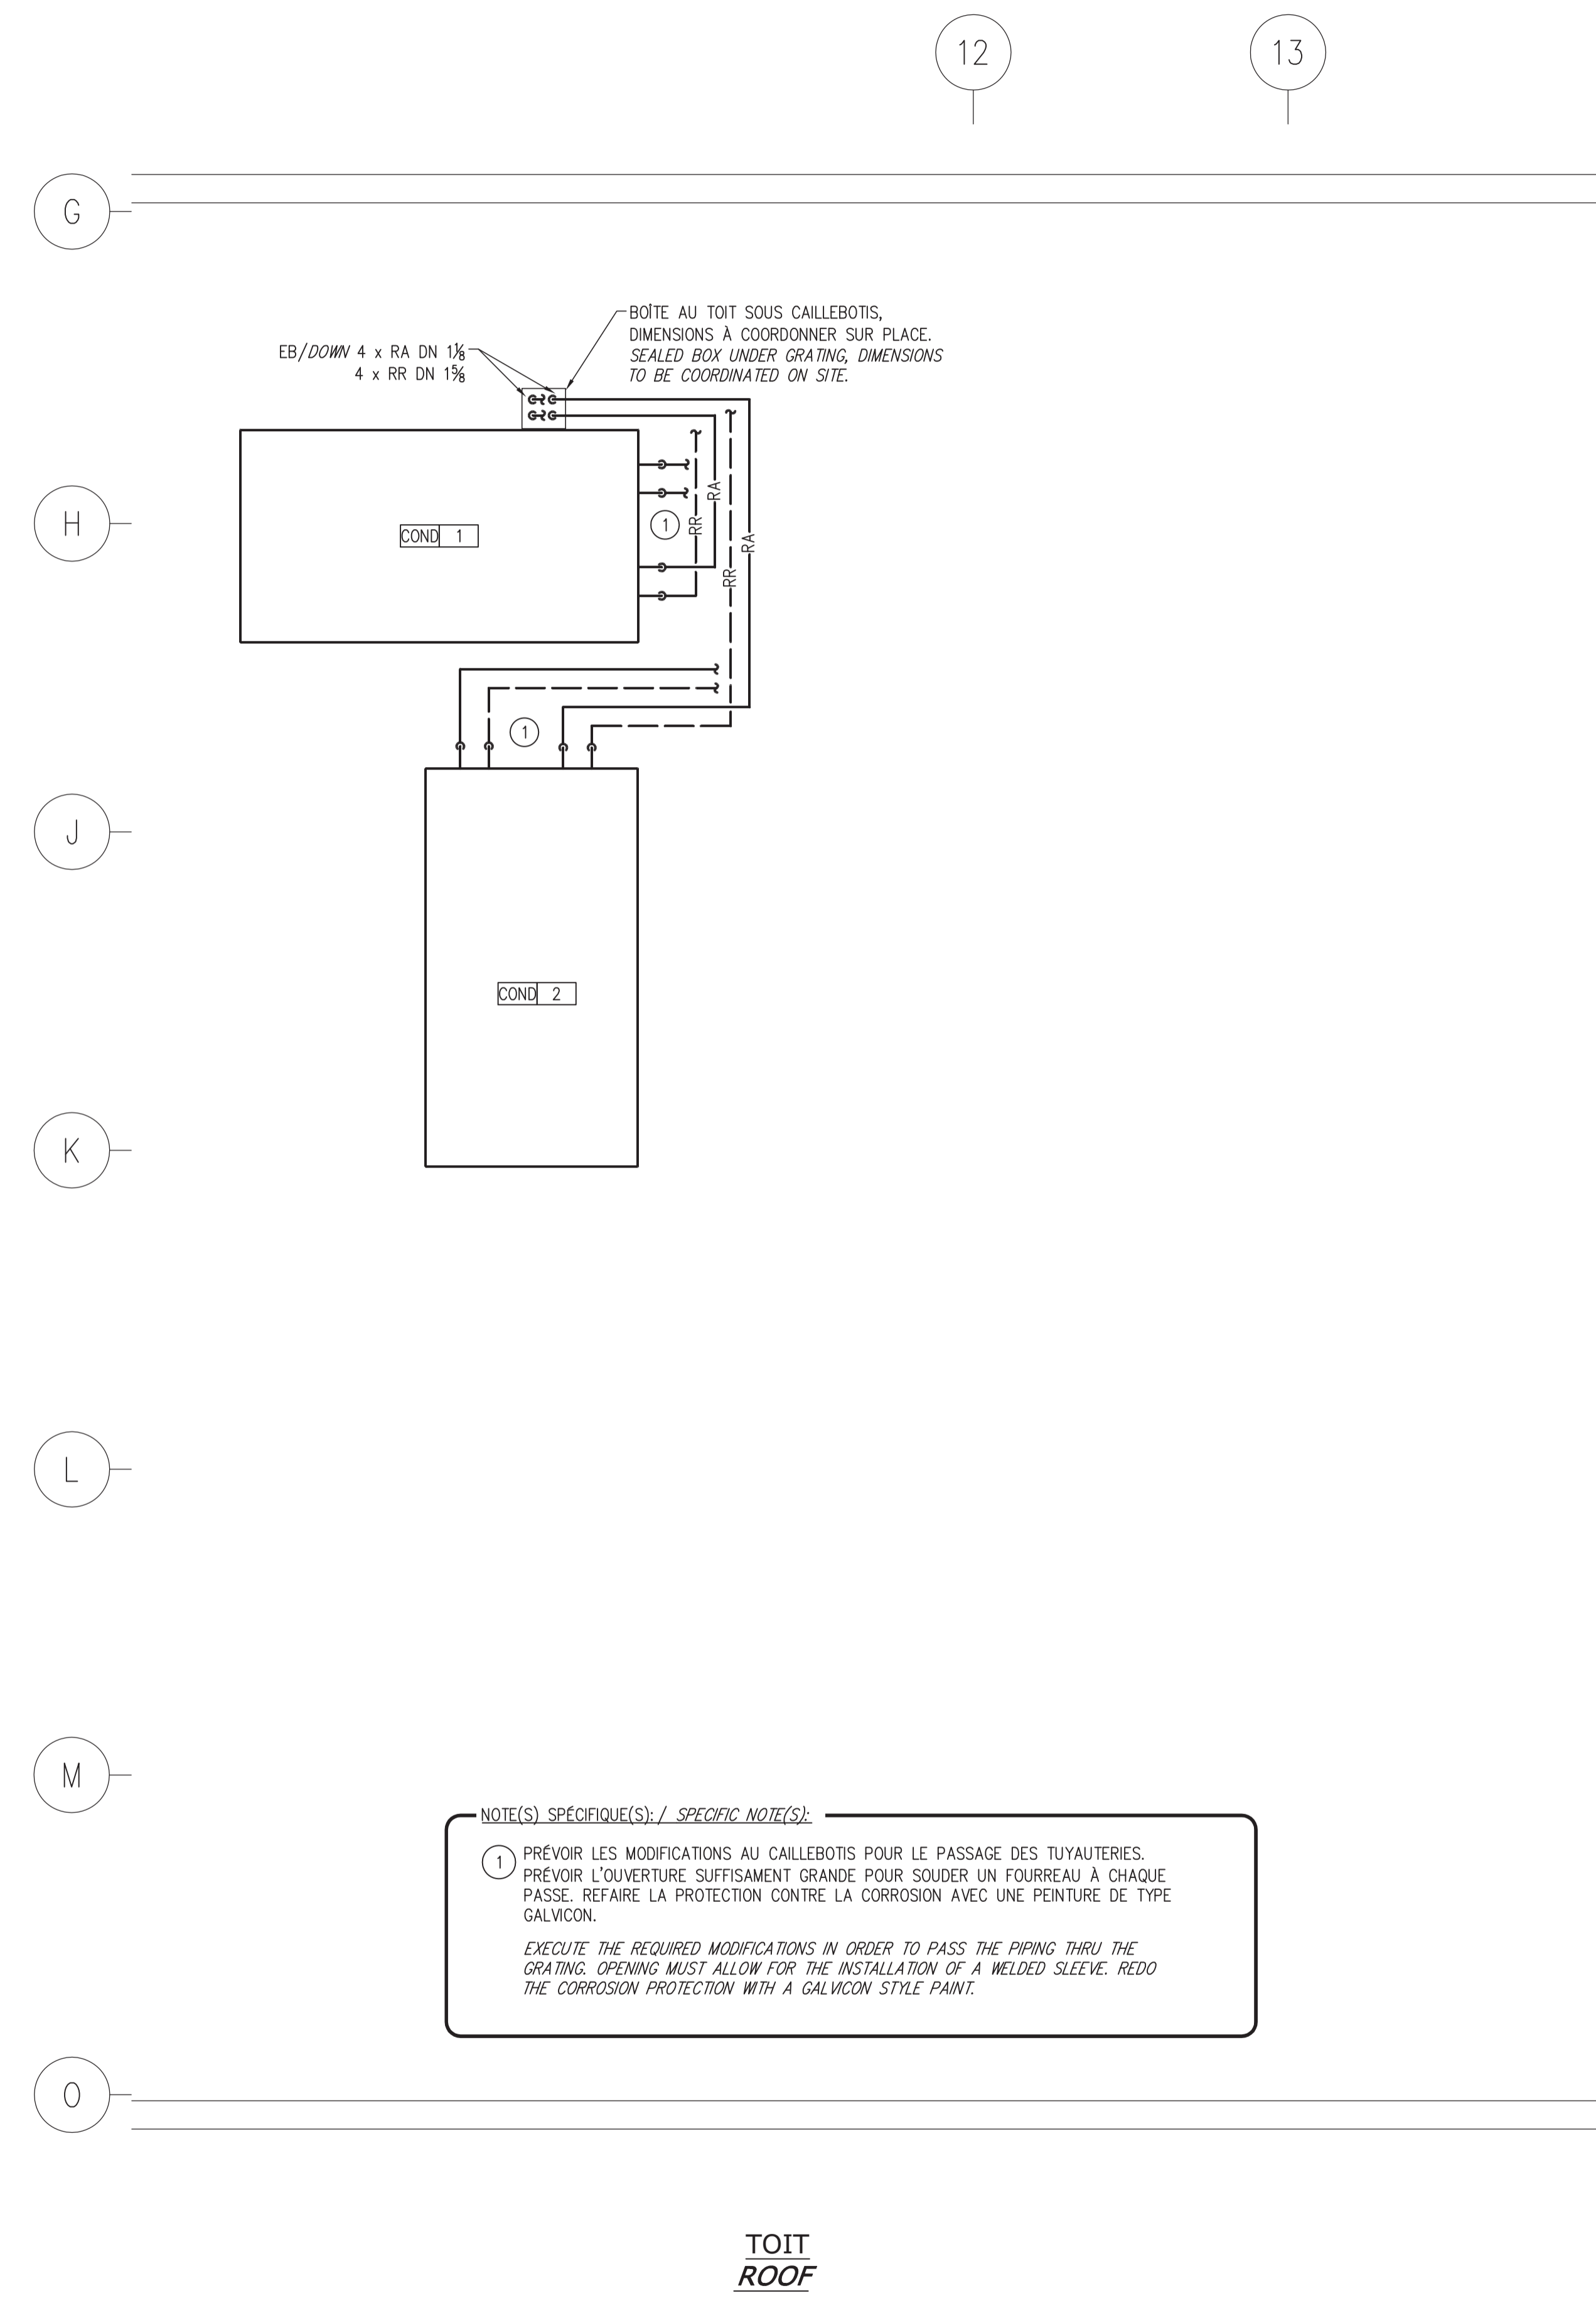 12
13
G
BOÎTE AU TOIT SOUS CAILLEBOTIS,
DIMENSIONS À COORDONNER SUR PLACE.
SEALED BOX UNDER GRATING, DIMENSIONS
TO BE COORDINATED ON SITE.
EB/DOWN 4 x RA DN 1⅛
4 x RR DN 1⅝
H
COND 1
1
RR
RA
RR
RA
1
J
COND 2
K
L
M
NOTE(S) SPÉCIFIQUE(S): / SPECIFIC NOTE(S):
1
PRÉVOIR LES MODIFICATIONS AU CAILLEBOTIS POUR LE PASSAGE DES TUYAUTERIES.
PRÉVOIR L'OUVERTURE SUFFISAMENT GRANDE POUR SOUDER UN FOURREAU À CHAQUE
PASSE. REFAIRE LA PROTECTION CONTRE LA CORROSION AVEC UNE PEINTURE DE TYPE
GALVICON.
EXECUTE THE REQUIRED MODIFICATIONS IN ORDER TO PASS THE PIPING THRU THE
GRATING. OPENING MUST ALLOW FOR THE INSTALLATION OF A WELDED SLEEVE. REDO
THE CORROSION PROTECTION WITH A GALVICON STYLE PAINT.
O
TOIT
ROOF